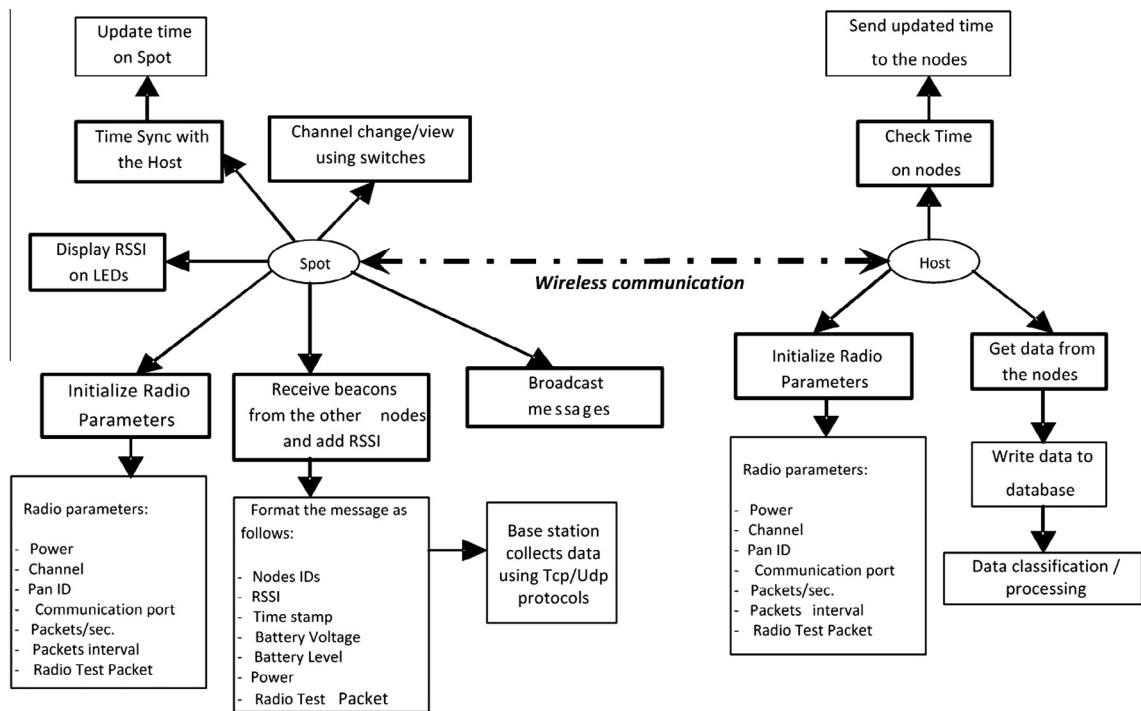 Update time
on Spot
Send updated time
to the nodes
Time Sync with
the Host
Channel change/view
using switches
Check Time
on nodes
Display RSSI
on LEDs
Spot
Wireless communication
Host
Initialize Radio
Parameters
Receive beacons
from the other nodes
and add RSSI
Broadcast
messages
Initialize Radio
Parameters
Get data from
the nodes
Radio parameters:
- Power
- Channel
- Pan ID
- Communication port
- Packets/sec.
- Packets interval
- Radio Test Packet
Format the message as
follows:
- Nodes IDs
- RSSI
- Time stamp
- Battery Voltage
- Battery Level
- Power
- Radio Test Packet
Base station
collects data
using Tcp/Udp
protocols
Radio parameters:
- Power
- Channel
- Pan ID
- Communication port
- Packets/sec.
- Packets interval
- Radio Test Packet
Write data to
database
Data classification /
processing